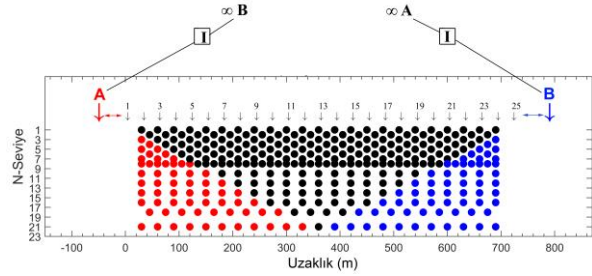 ∞ B ∞ A
I I
A B
1 3 5 7 9 11 13 15 17 19 21 23 25
N-Seviye
1
3
5
7
9
11
13
15
17
19
21
23
-100 0 100 200 300 400 500 600 700 800
Uzaklık (m)